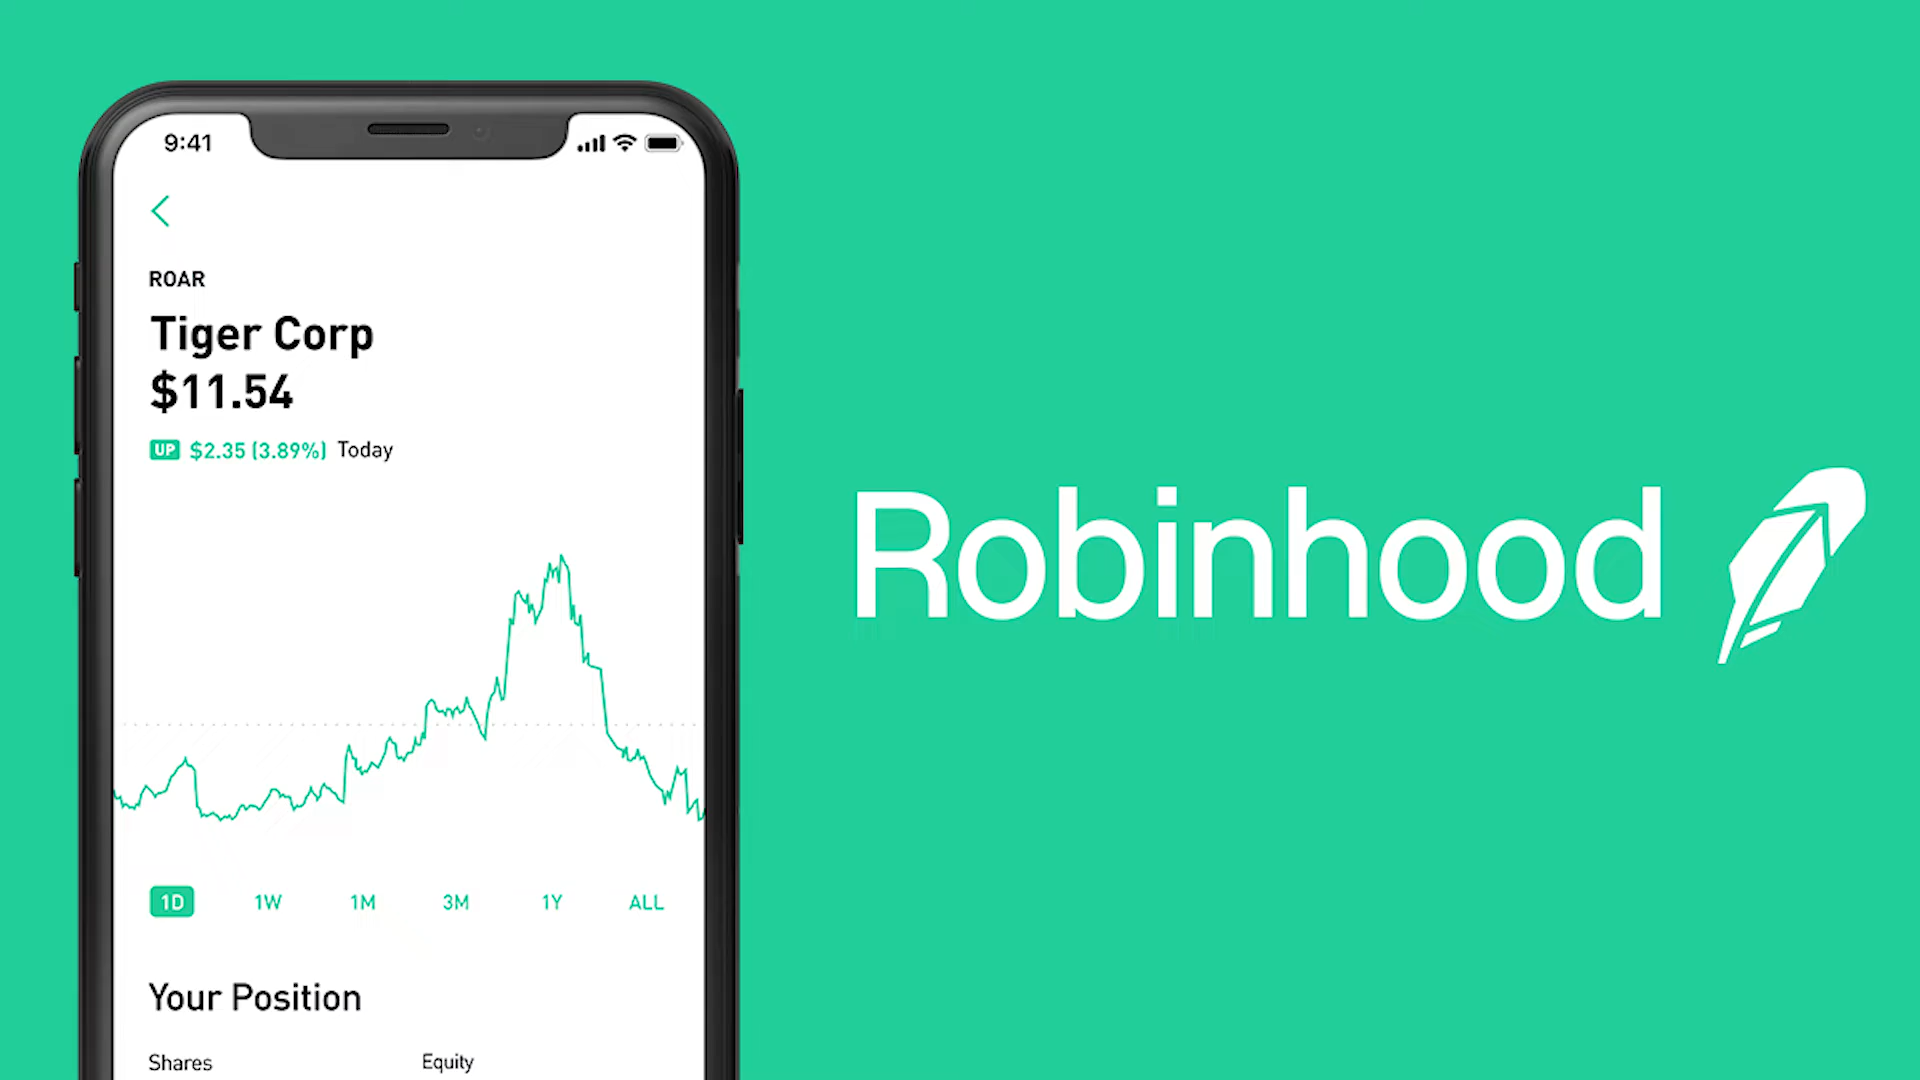 9:41
ROAR
Tiger Corp
$11.54
UP $2.35 (3.89%) Today
1D 1W 1M 3M 1Y ALL
Your Position
Shares Equity
Robinhood